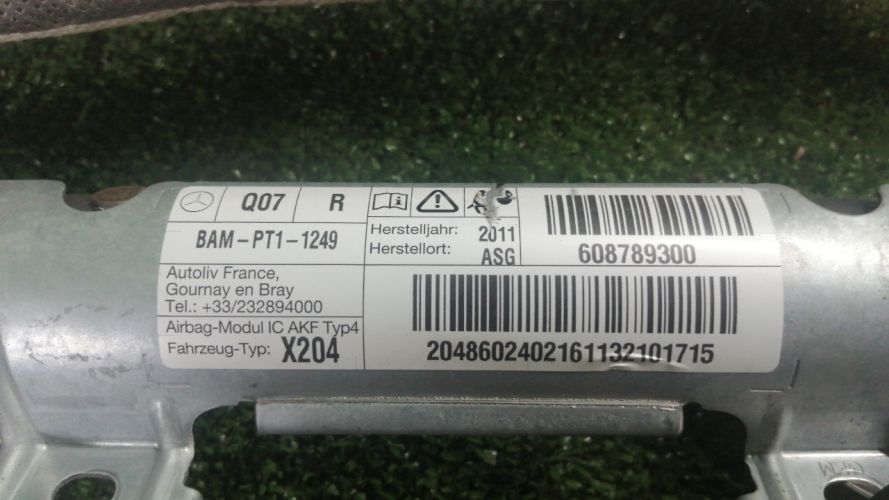 Q07 R
BAM-PT1-1249
Autoliv France,
Gournay en Bray
Tel.: +33/232894000
Airbag-Modul IC AKF Typ4
Fahrzeug-Typ: X204
Herstelljahr: 2011
Herstellort: ASG
608789300
2048602402161132101715